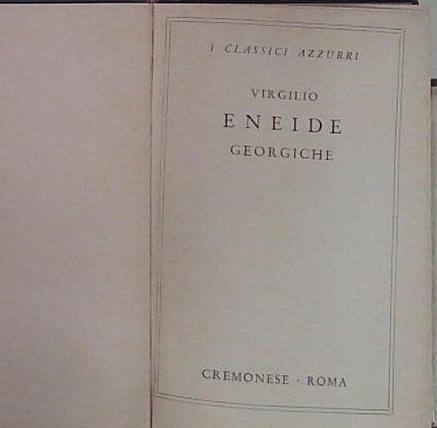 I CLASSICI AZZURRI
VIRGILIO
ENEIDE
GEORGICHE
CREMONESE · ROMA